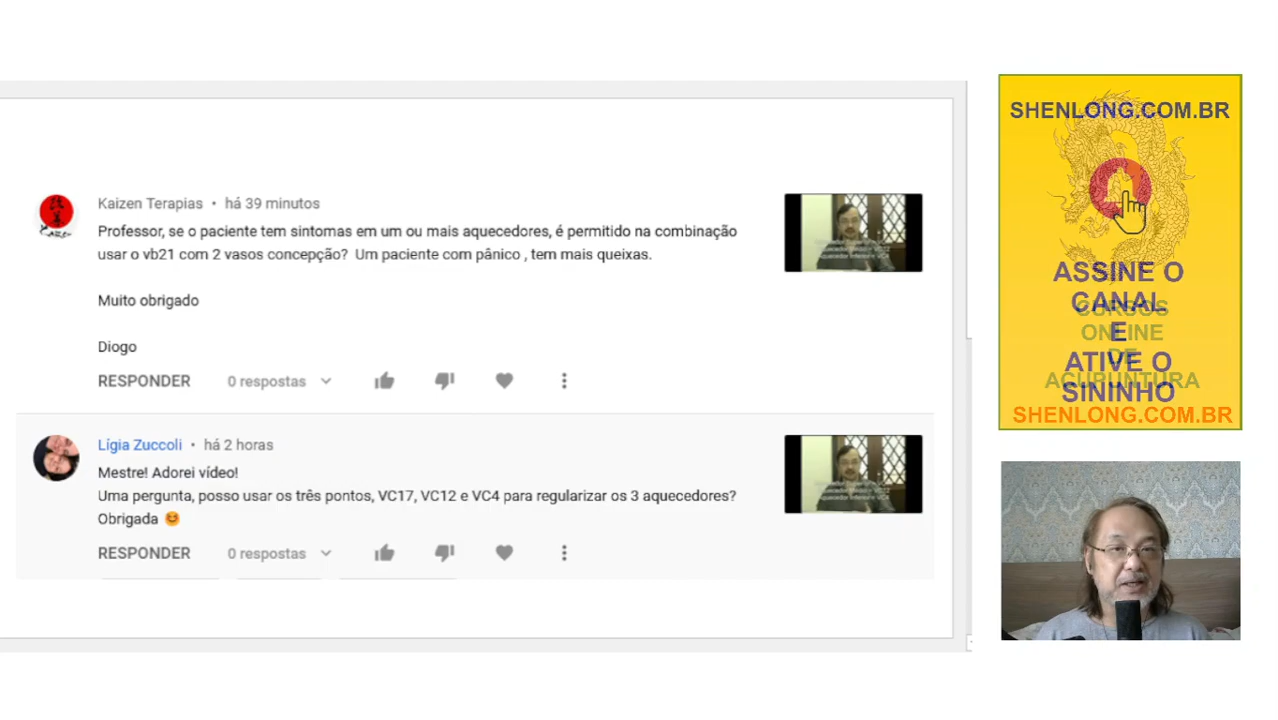 Kaizen Terapias • há 39 minutos
Professor, se o paciente tem sintomas em um ou mais aquecedores, é permitido na combinação
usar o vb21 com 2 vasos concepção? Um paciente com pânico , tem mais queixas.
Muito obrigado
Diogo
RESPONDER 0 respostas
Lígia Zuccoli • há 2 horas
Mestre! Adorei vídeo!
Uma pergunta, posso usar os três pontos, VC17, VC12 e VC4 para regularizar os 3 aquecedores?
Obrigada 😊
RESPONDER 0 respostas
SHENLONG.COM.BR
ASSINE O
CANAL
CURSOS
E
ONLINE
DE
ATIVE O
ACUPUNTURA
SININHO
SHENLONG.COM.BR